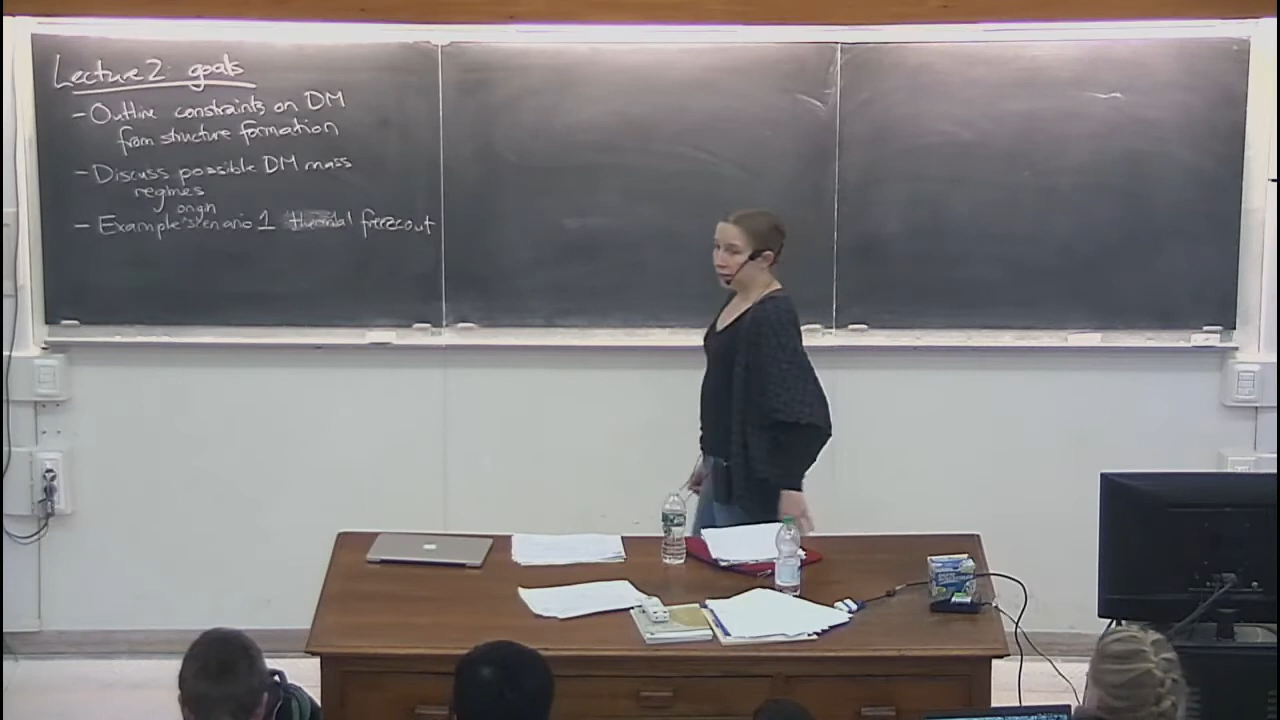 Lecture 2 goals
- Outline constraints on DM
from structure formation
- Discuss possible DM mass
regimes
origin
- Example scenario 1 thermal freezeout